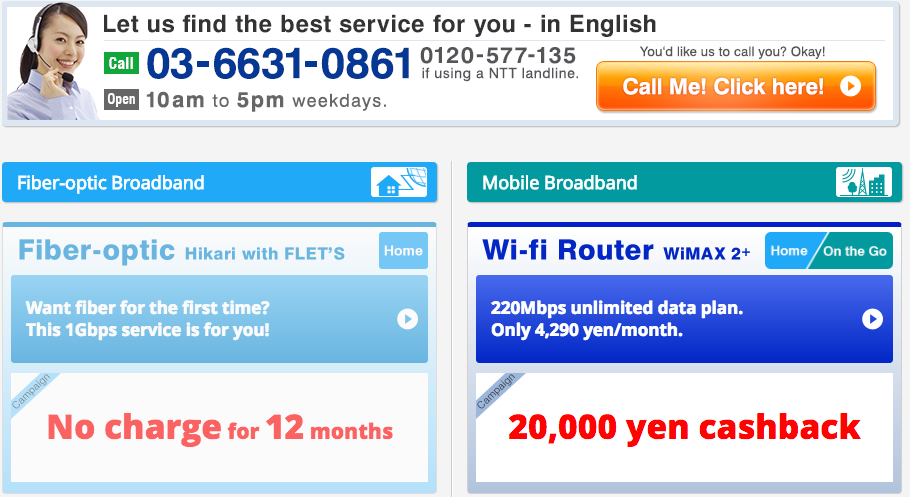 Let us find the best service for you - in English
Call 03-6631-0861 0120-577-135
if using a NTT landline.
Open 10am to 5pm weekdays.
You'd like us to call you? Okay!
Call Me! Click here!
Fiber-optic Broadband
Fiber-optic Hikari with FLET'S Home
Want fiber for the first time?
This 1Gbps service is for you!
Campaign
No charge for 12 months
Mobile Broadband
Wi-fi Router WiMAX 2+ Home On the Go
220Mbps unlimited data plan.
Only 4,290 yen/month.
Campaign
20,000 yen cashback